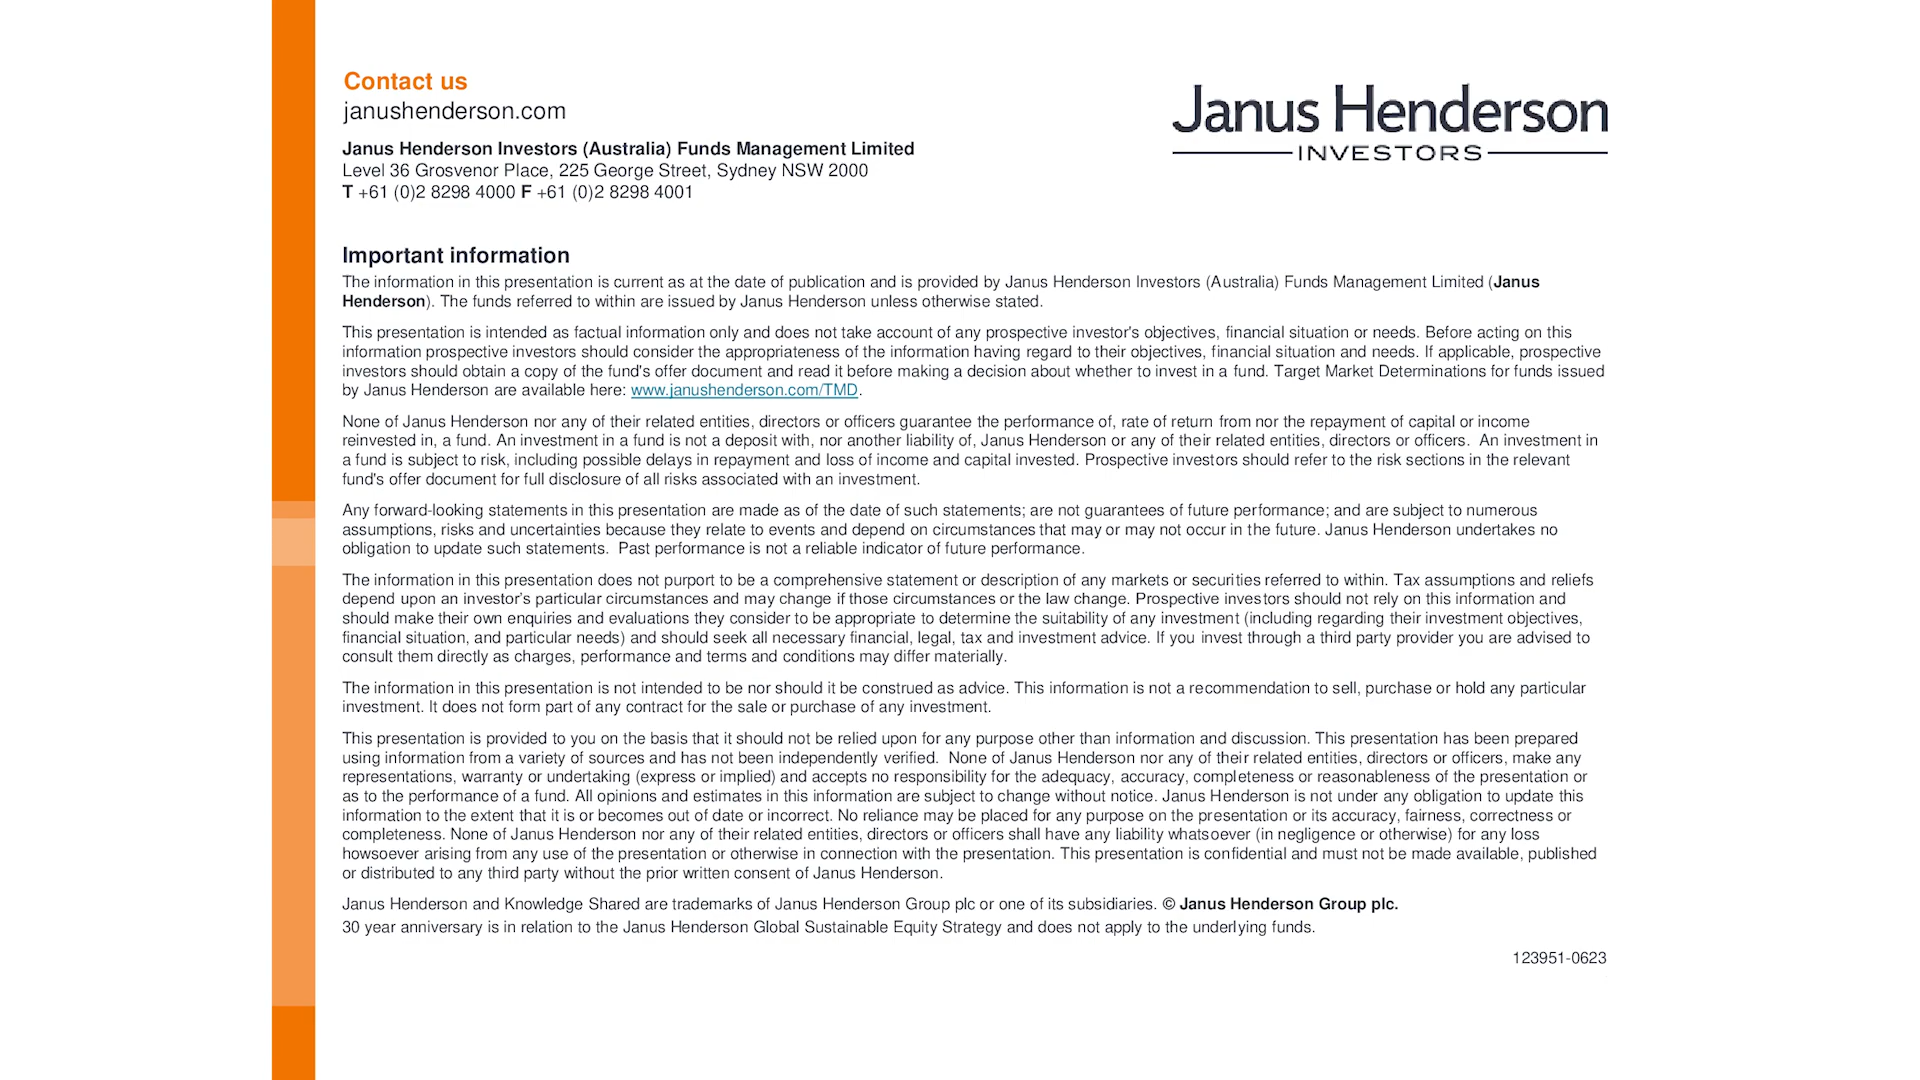 Contact us
janushenderson.com
Janus Henderson
INVESTORS
Janus Henderson Investors (Australia) Funds Management Limited
Level 36 Grosvenor Place, 225 George Street, Sydney NSW 2000
T +61 (0)2 8298 4000 F +61 (0)2 8298 4001
Important information
The information in this presentation is current as at the date of publication and is provided by Janus Henderson Investors (Australia) Funds Management Limited (Janus
Henderson). The funds referred to within are issued by Janus Henderson unless otherwise stated.
This presentation is intended as factual information only and does not take account of any prospective investor's objectives, financial situation or needs. Before acting on this
information prospective investors should consider the appropriateness of the information having regard to their objectives, financial situation and needs. If applicable, prospective
investors should obtain a copy of the fund's offer document and read it before making a decision about whether to invest in a fund. Target Market Determinations for funds issued
by Janus Henderson are available here: www.janushenderson.com/TMD.
None of Janus Henderson nor any of their related entities, directors or officers guarantee the performance of, rate of return from nor the repayment of capital or income
reinvested in, a fund. An investment in a fund is not a deposit with, nor another liability of, Janus Henderson or any of their related entities, directors or officers. An investment in
a fund is subject to risk, including possible delays in repayment and loss of income and capital invested. Prospective investors should refer to the risk sections in the relevant
fund's offer document for full disclosure of all risks associated with an investment.
Any forward-looking statements in this presentation are made as of the date of such statements; are not guarantees of future performance; and are subject to numerous
assumptions, risks and uncertainties because they relate to events and depend on circumstances that may or may not occur in the future. Janus Henderson undertakes no
obligation to update such statements. Past performance is not a reliable indicator of future performance.
The information in this presentation does not purport to be a comprehensive statement or description of any markets or securities referred to within. Tax assumptions and reliefs
depend upon an investor’s particular circumstances and may change if those circumstances or the law change. Prospective investors should not rely on this information and
should make their own enquiries and evaluations they consider to be appropriate to determine the suitability of any investment (including regarding their investment objectives,
financial situation, and particular needs) and should seek all necessary financial, legal, tax and investment advice. If you invest through a third party provider you are advised to
consult them directly as charges, performance and terms and conditions may differ materially.
The information in this presentation is not intended to be nor should it be construed as advice. This information is not a recommendation to sell, purchase or hold any particular
investment. It does not form part of any contract for the sale or purchase of any investment.
This presentation is provided to you on the basis that it should not be relied upon for any purpose other than information and discussion. This presentation has been prepared
using information from a variety of sources and has not been independently verified. None of Janus Henderson nor any of their related entities, directors or officers, make any
representations, warranty or undertaking (express or implied) and accepts no responsibility for the adequacy, accuracy, completeness or reasonableness of the presentation or
as to the performance of a fund. All opinions and estimates in this information are subject to change without notice. Janus Henderson is not under any obligation to update this
information to the extent that it is or becomes out of date or incorrect. No reliance may be placed for any purpose on the presentation or its accuracy, fairness, correctness or
completeness. None of Janus Henderson nor any of their related entities, directors or officers shall have any liability whatsoever (in negligence or otherwise) for any loss
howsoever arising from any use of the presentation or otherwise in connection with the presentation. This presentation is confidential and must not be made available, published
or distributed to any third party without the prior written consent of Janus Henderson.
Janus Henderson and Knowledge Shared are trademarks of Janus Henderson Group plc or one of its subsidiaries. © Janus Henderson Group plc.
30 year anniversary is in relation to the Janus Henderson Global Sustainable Equity Strategy and does not apply to the underlying funds.
123951-0623